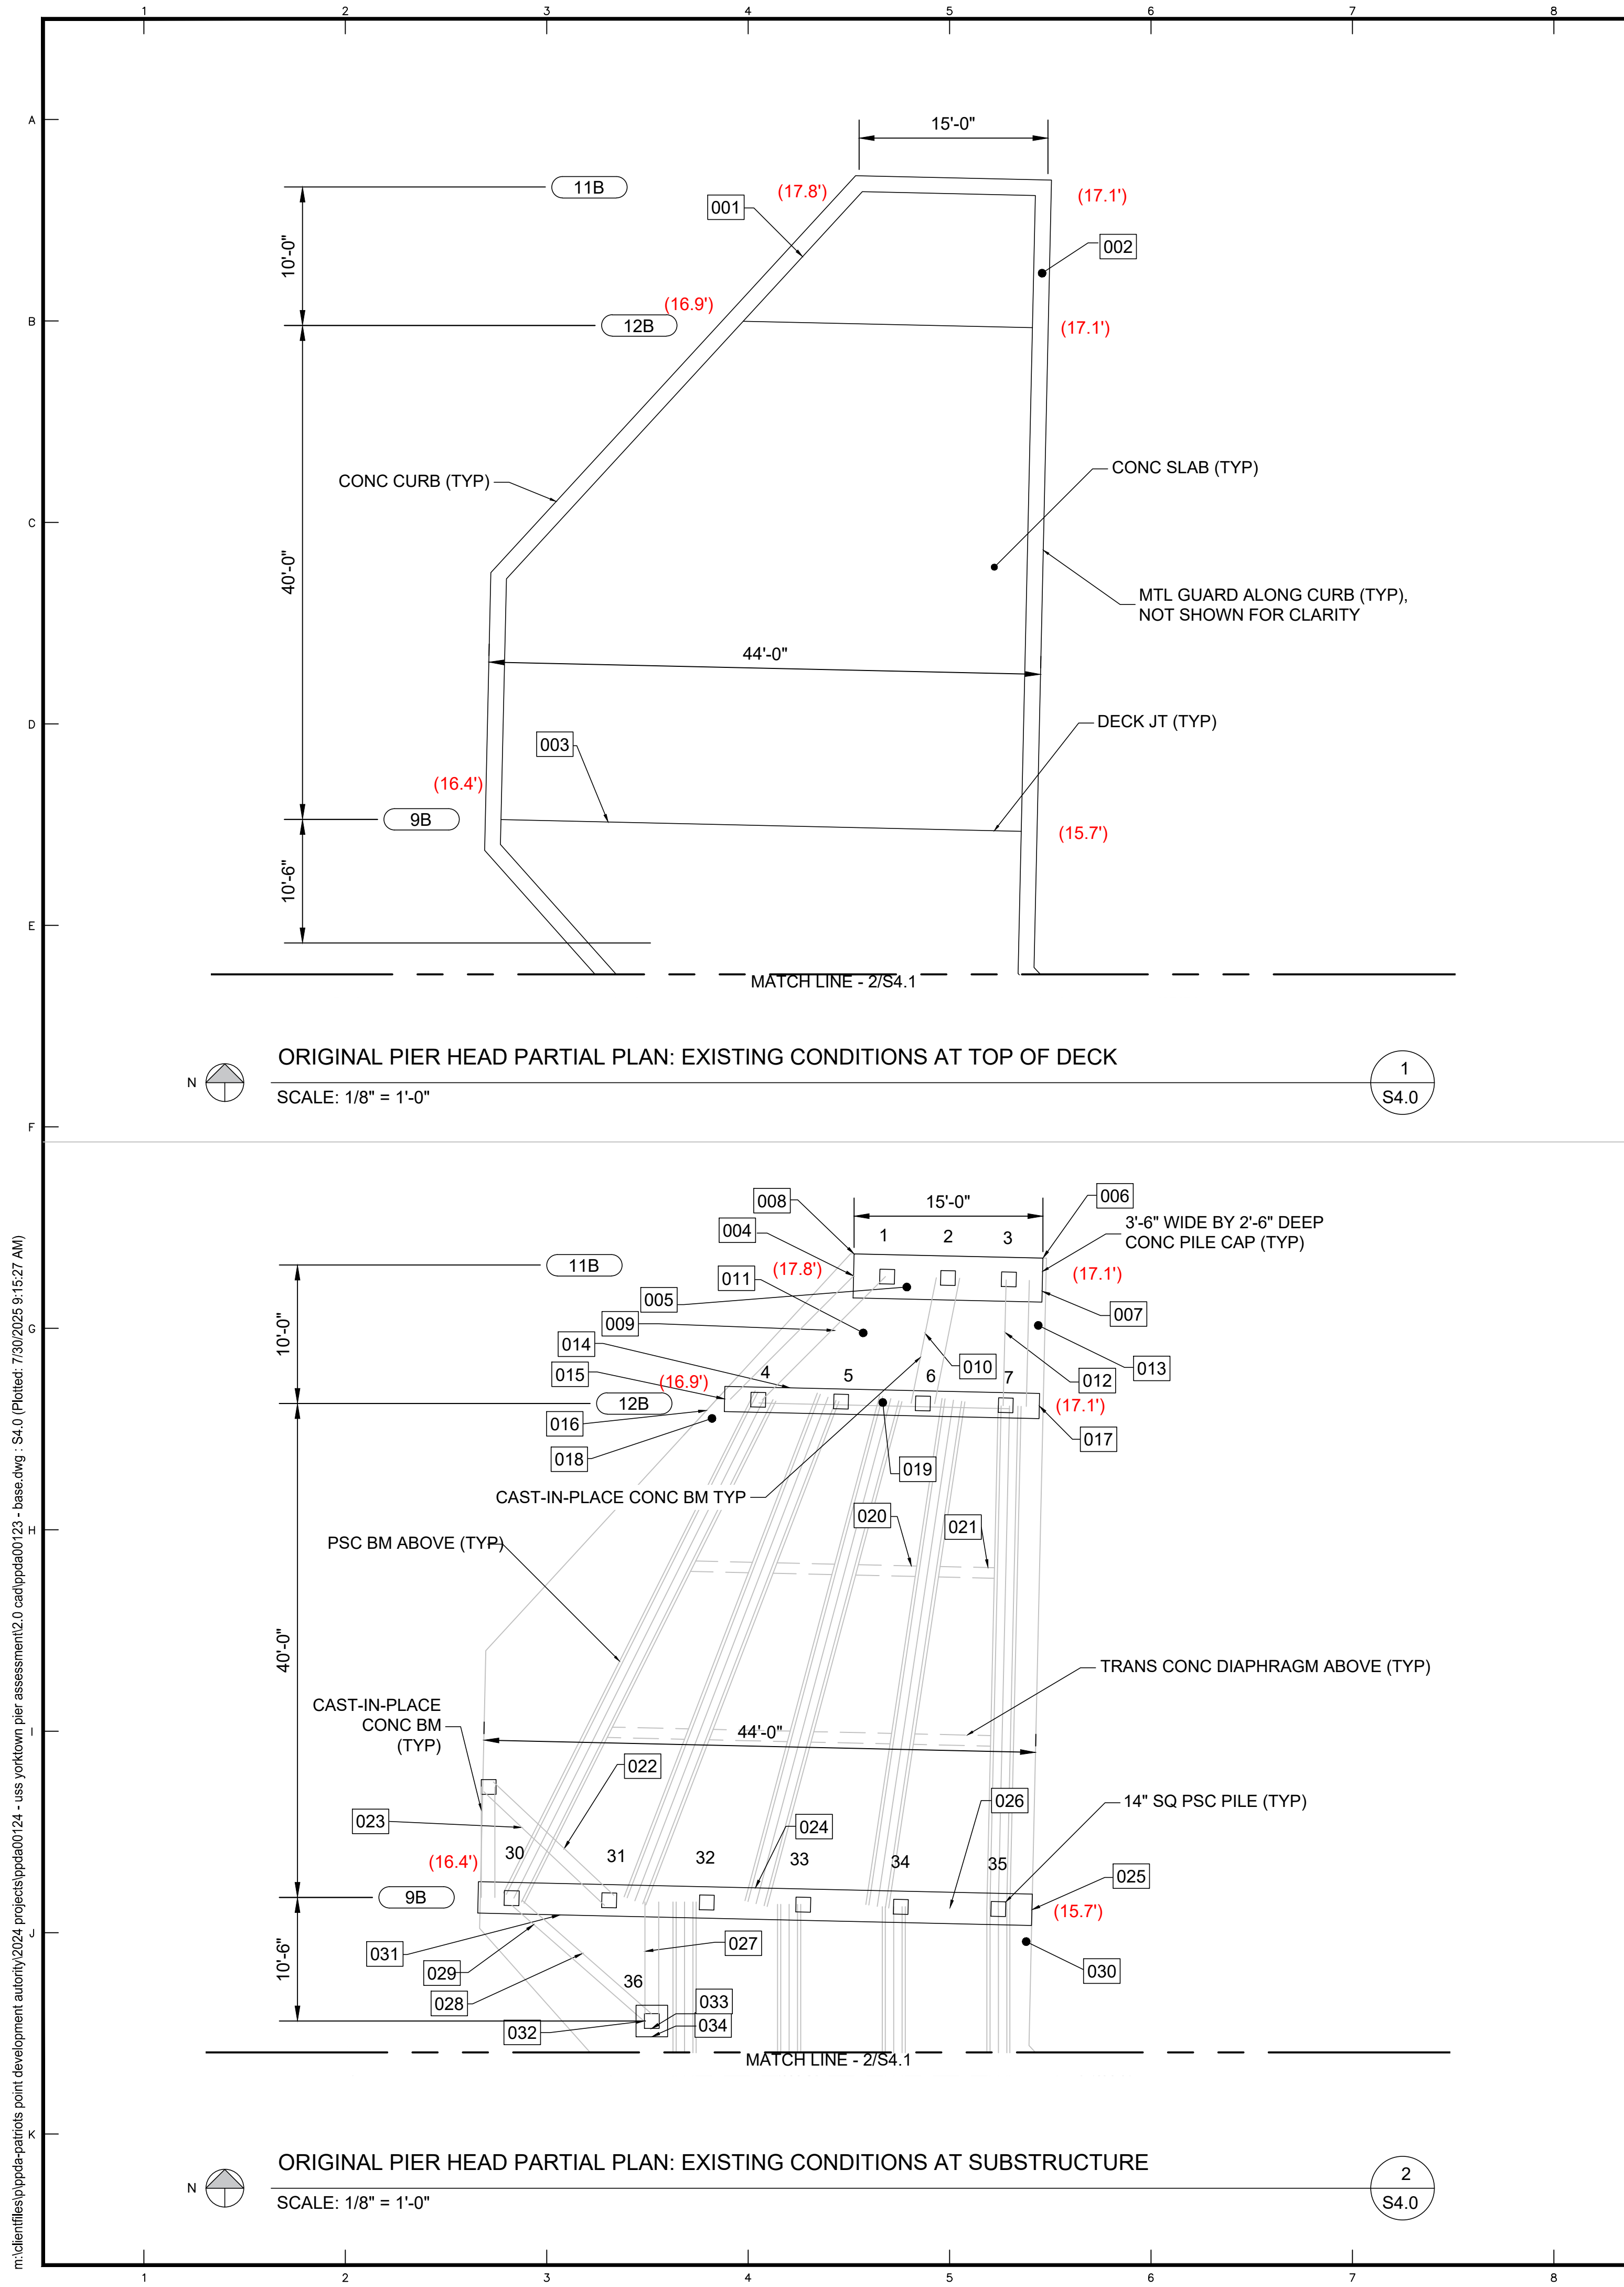 1 2 3 4 5 6 7 8
A
15'-0"
11B
(17.8')
(17.1')
001
002
10'-0"
(16.9')
B
12B
(17.1')
CONC SLAB (TYP)
CONC CURB (TYP)
C
40'-0"
MTL GUARD ALONG CURB (TYP),
NOT SHOWN FOR CLARITY
44'-0"
D
DECK JT (TYP)
003
(16.4')
9B
(15.7')
10'-6"
E
MATCH LINE - 2/S4.1
ORIGINAL PIER HEAD PARTIAL PLAN: EXISTING CONDITIONS AT TOP OF DECK
1
N
SCALE: 1/8" = 1'-0"
S4.0
F
008
15'-0"
006
004
1 2 3
3'-6" WIDE BY 2'-6" DEEP
CONC PILE CAP (TYP)
11B
(17.8')
(17.1')
011
005
007
009
G
10'-0"
014
010
013
015
4 5 6 7
012
(16.9')
12B
(17.1')
016
017
018
019
CAST-IN-PLACE CONC BM TYP
020
021
H
PSC BM ABOVE (TYP)
40'-0"
TRANS CONC DIAPHRAGM ABOVE (TYP)
CAST-IN-PLACE
CONC BM
(TYP)
I
44'-0"
022
026
14" SQ PSC PILE (TYP)
023
024
30 31 32 33 34 35
(16.4')
025
9B
(15.7')
J
10'-6"
031
027
029
030
36
028
033
032
034
MATCH LINE - 2/S4.1
K
ORIGINAL PIER HEAD PARTIAL PLAN: EXISTING CONDITIONS AT SUBSTRUCTURE
2
N
SCALE: 1/8" = 1'-0"
S4.0
m:\clientfiles\p\ppda-patriots point development autority\2024 projects\ppda00124 - uss yorktown pier assessment\2.0 cad\ppda00123 - base.dwg : S4.0 (Plotted: 7/30/2025 9:15:27 AM)
1 2 3 4 5 6 7 8